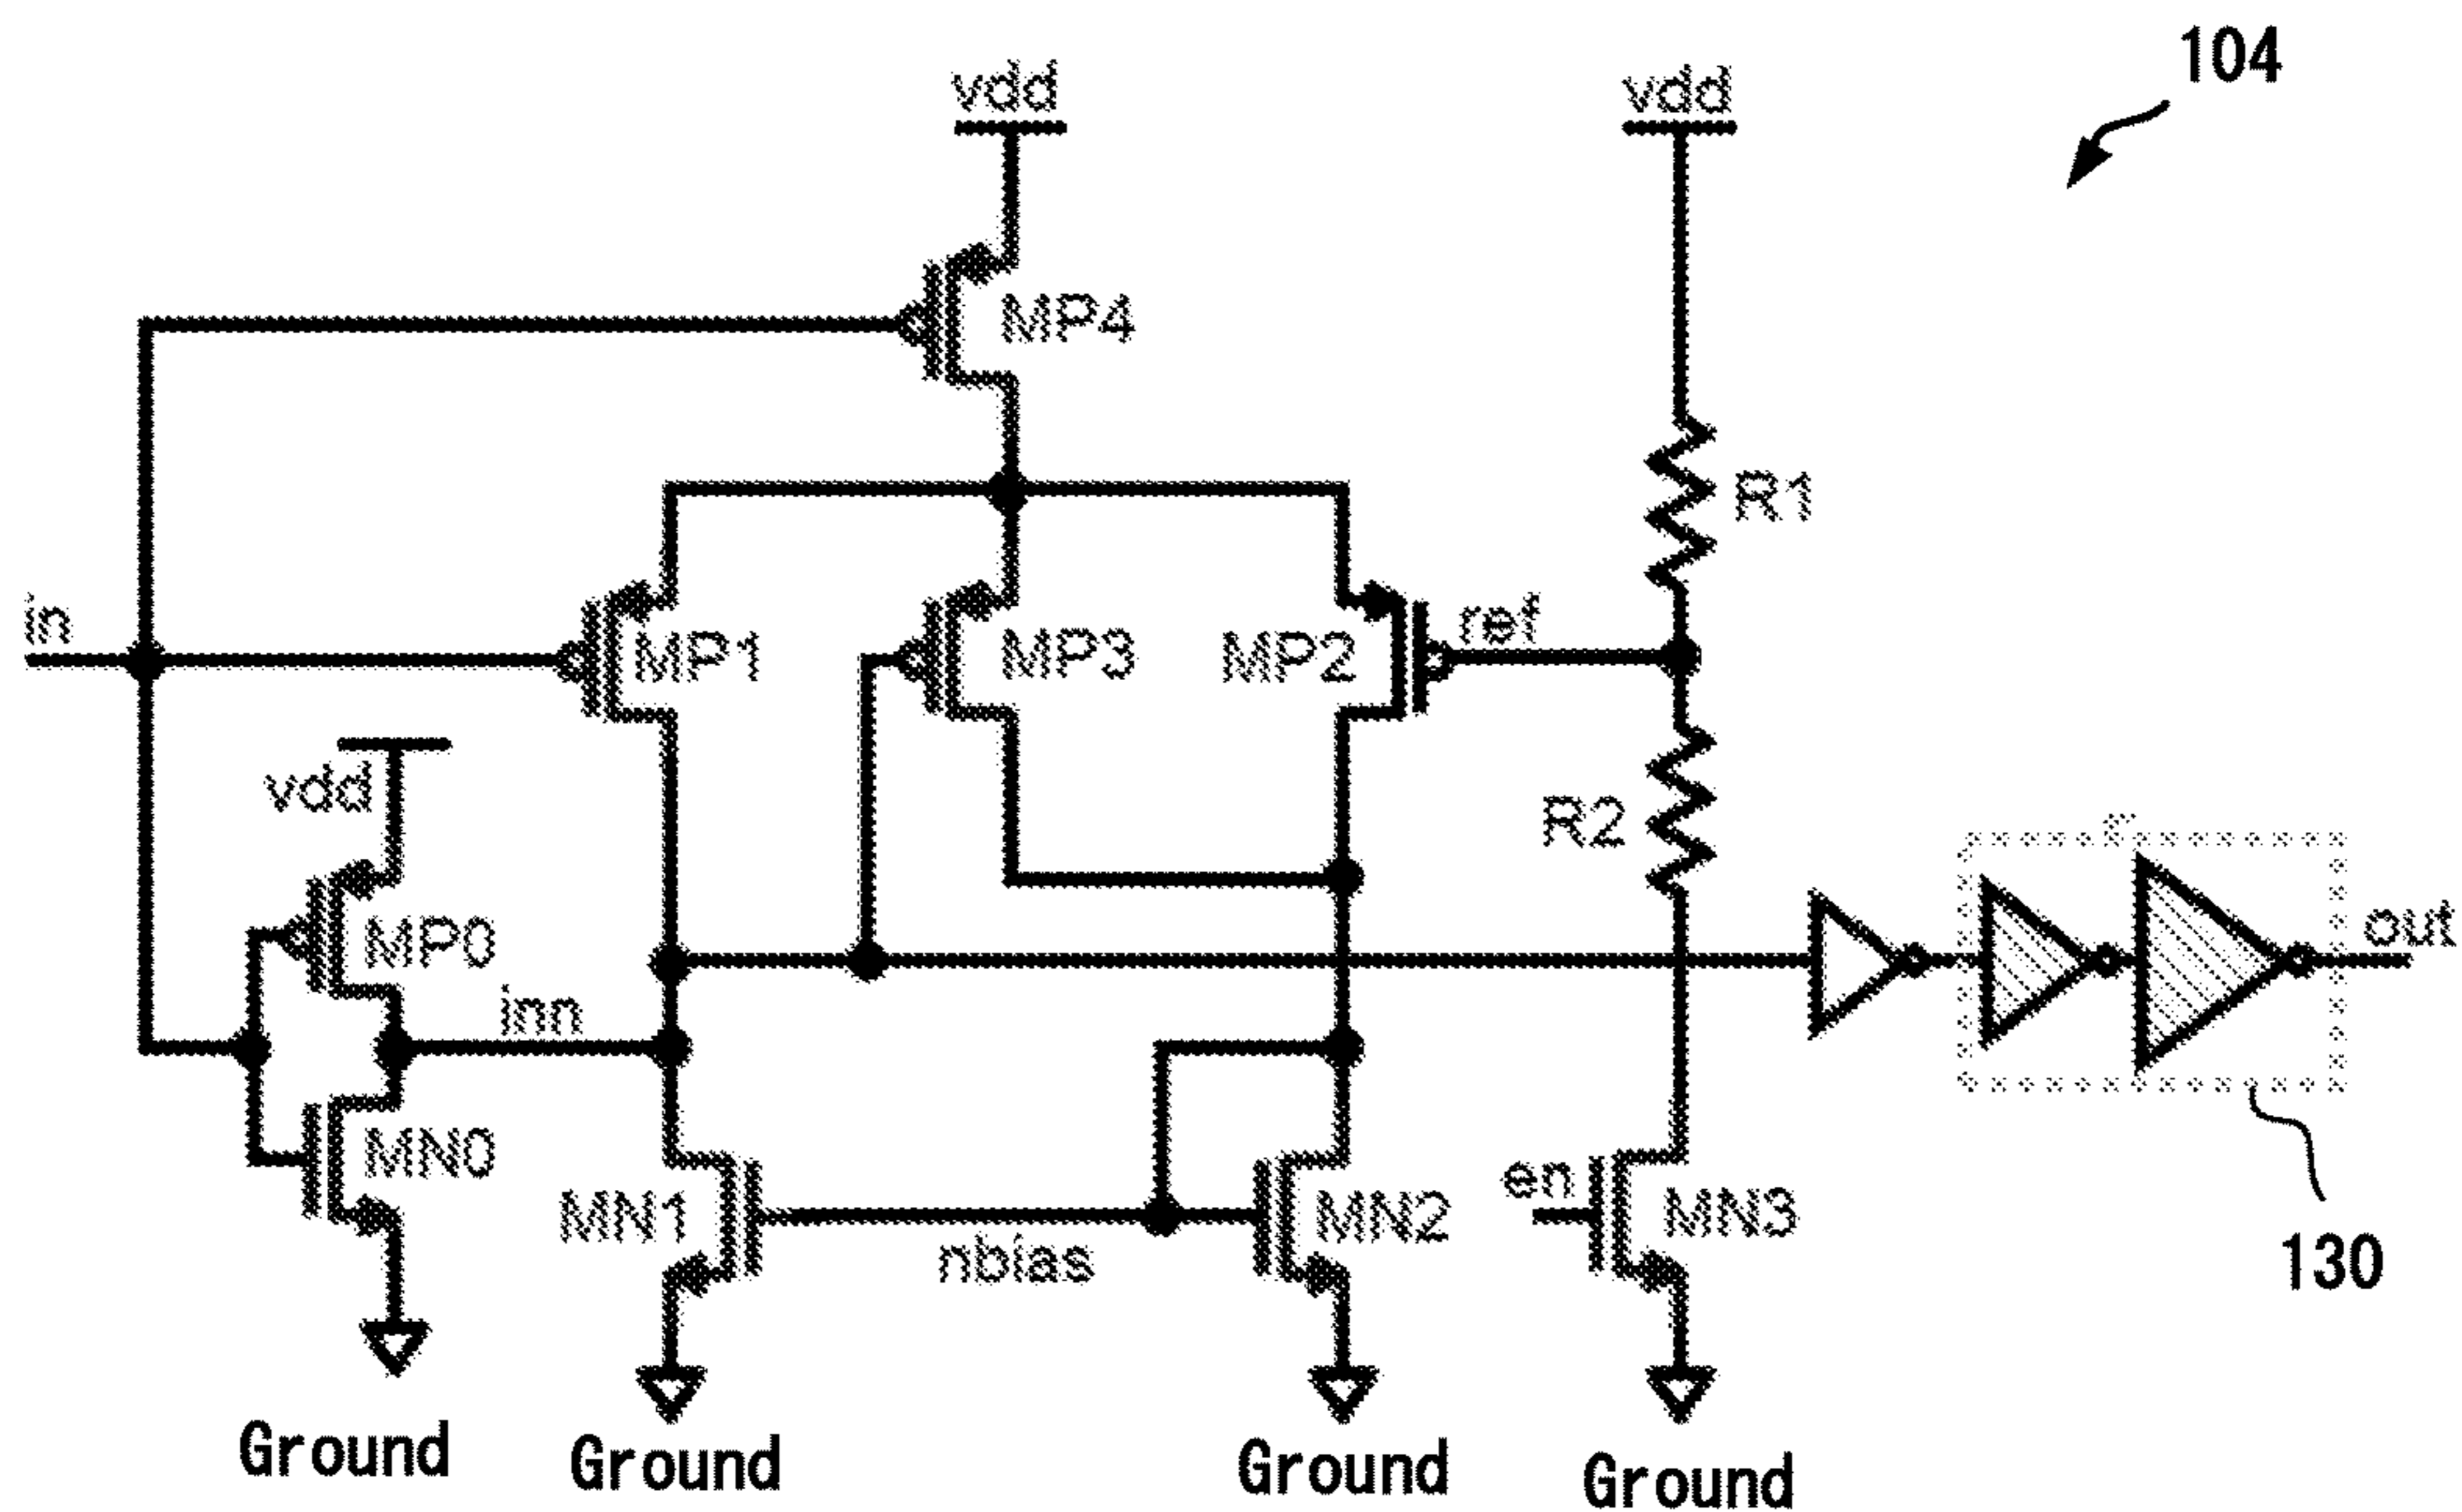 104
vdd
vdd
MP4
R1
in
MP1
MP3
MP2
ref
vdd
R2
MP0
out
inn
MN0
MN1
nbias
MN2
en
MN3
130
Ground
Ground
Ground
Ground